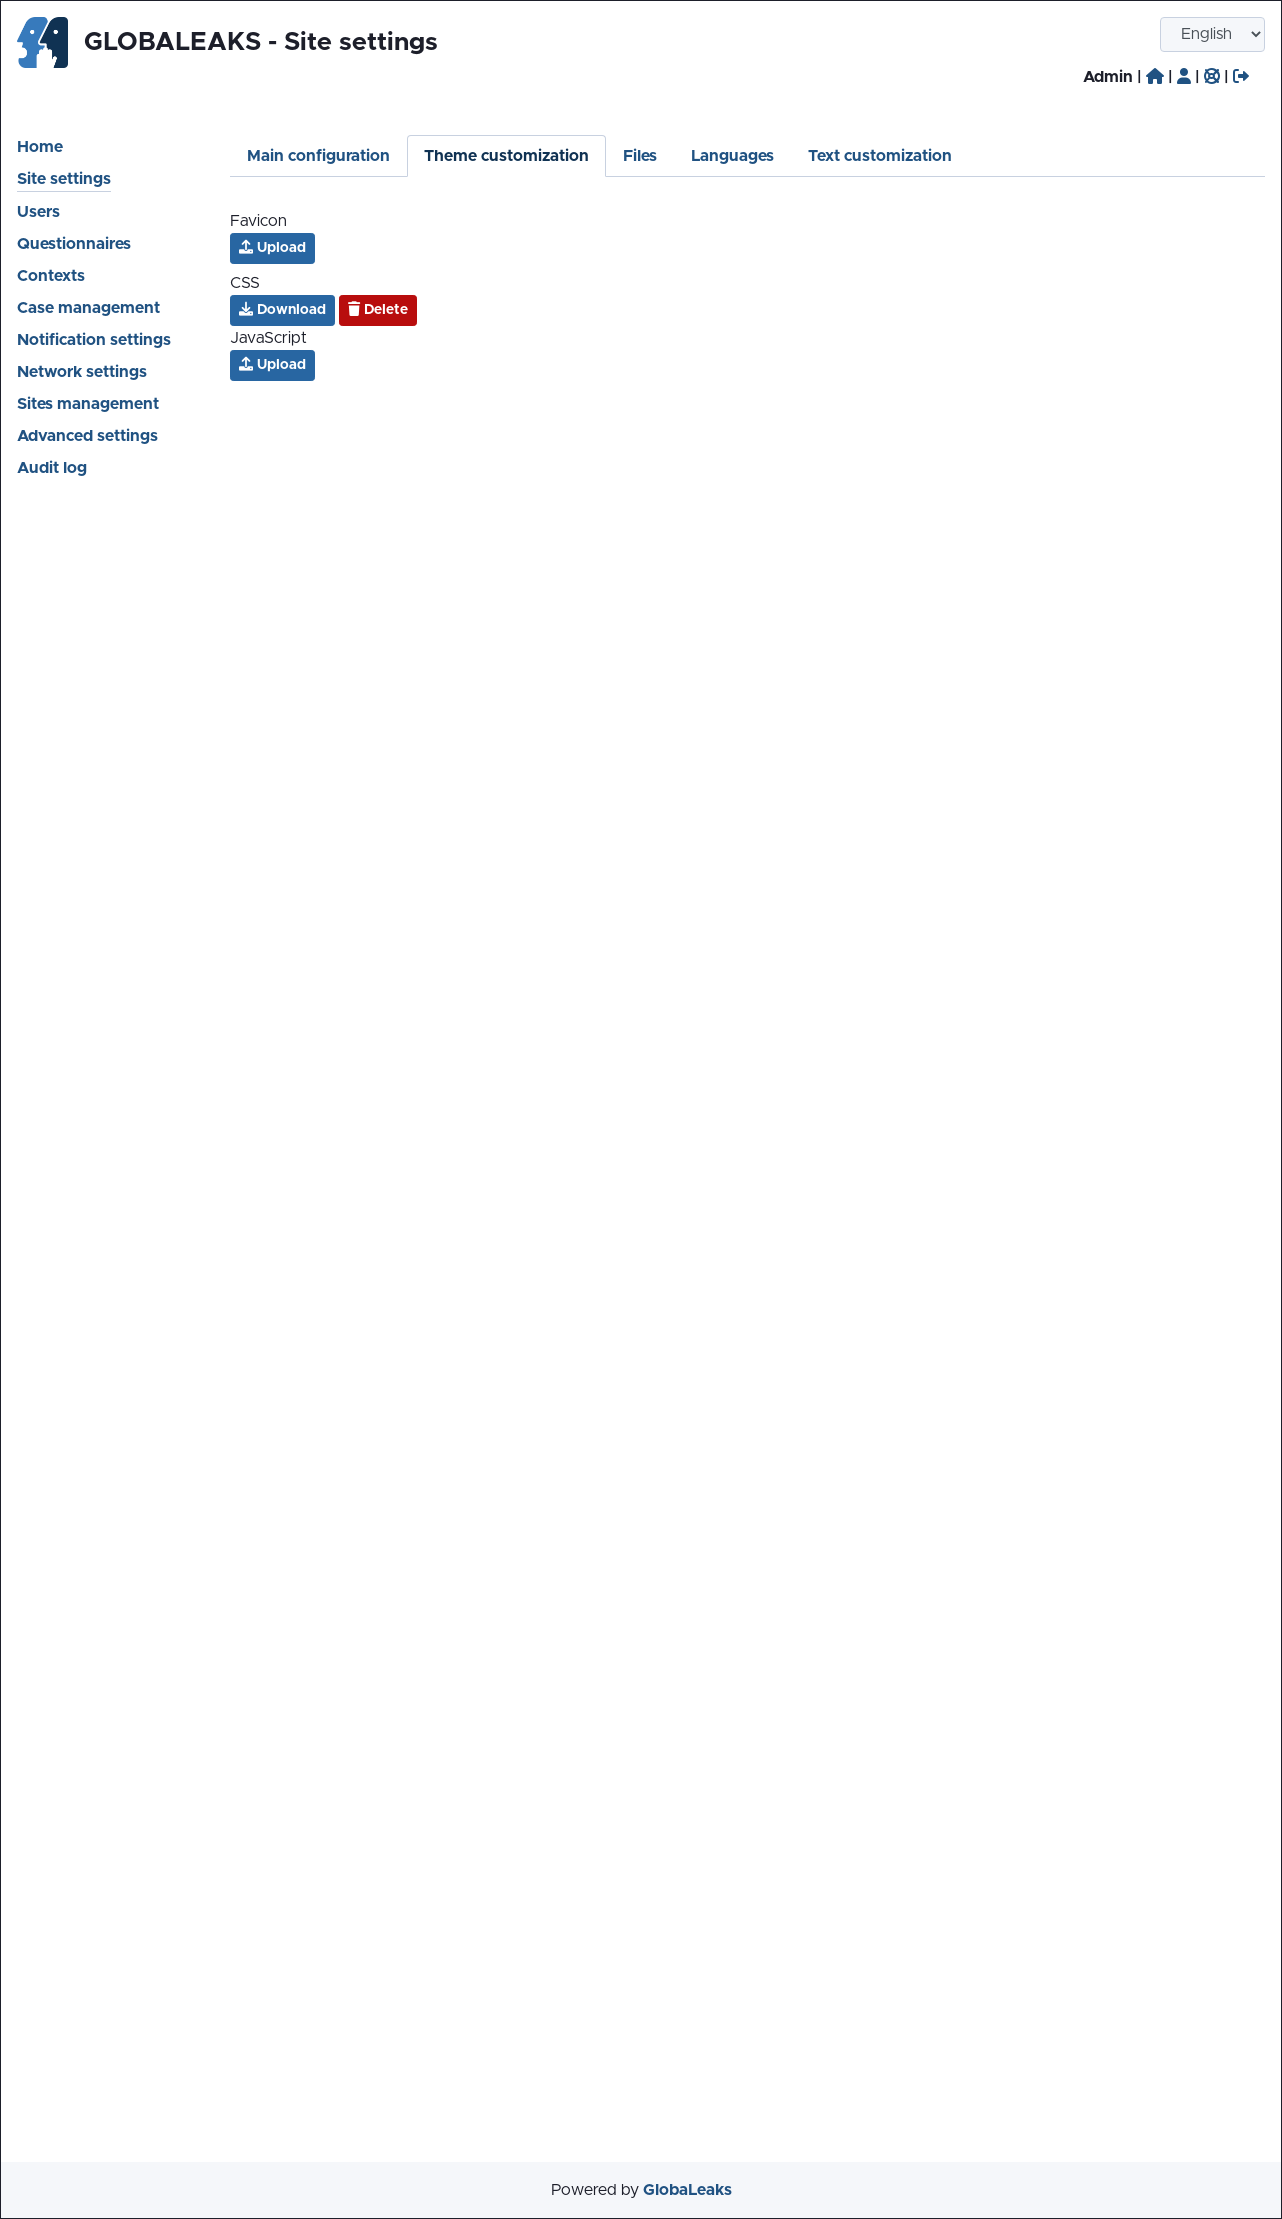 GLOBALEAKS - Site settings
English
Admin | | | |
Home
Site settings
Users
Questionnaires
Contexts
Case management
Notification settings
Network settings
Sites management
Advanced settings
Audit log
Main configuration Theme customization Files Languages Text customization
Favicon
Upload
CSS
Download Delete
JavaScript
Upload
Powered by GlobaLeaks